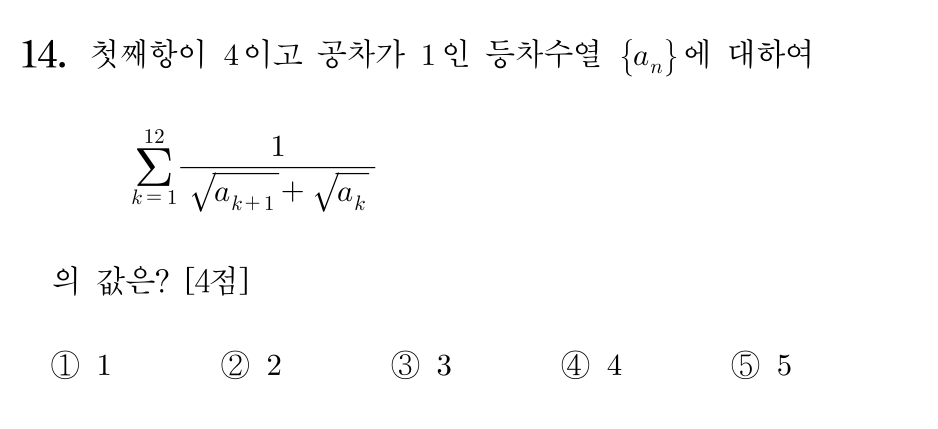 14. 첫째항이 4이고 공차가 1인 등차수열 {aₙ}에 대하여
$\sum_{k=1}^{12} \frac{1}{\sqrt{a_{k+1}}+\sqrt{a_k}}$
의 값은? [4점]
① 1 ② 2 ③ 3 ④ 4 ⑤ 5